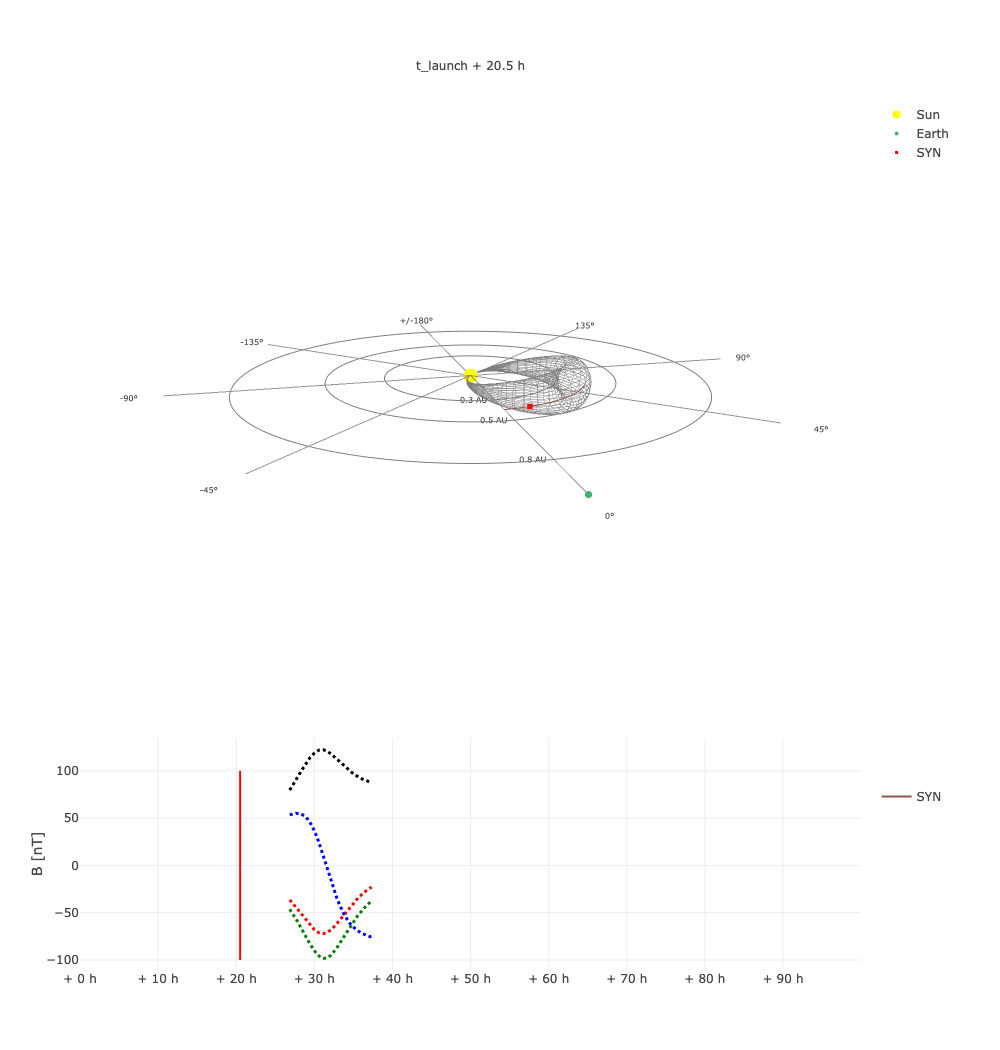 t_launch + 20.5 h
Sun
Earth
SYN
+/-180°
135°
-135°
90°
-90°
0.3 AU
0.5 AU
45°
0.8 AU
-45°
0°
100
50
0
−50
−100
B [nT]
SYN
+ 0 h + 10 h + 20 h + 30 h + 40 h + 50 h + 60 h + 70 h + 80 h + 90 h